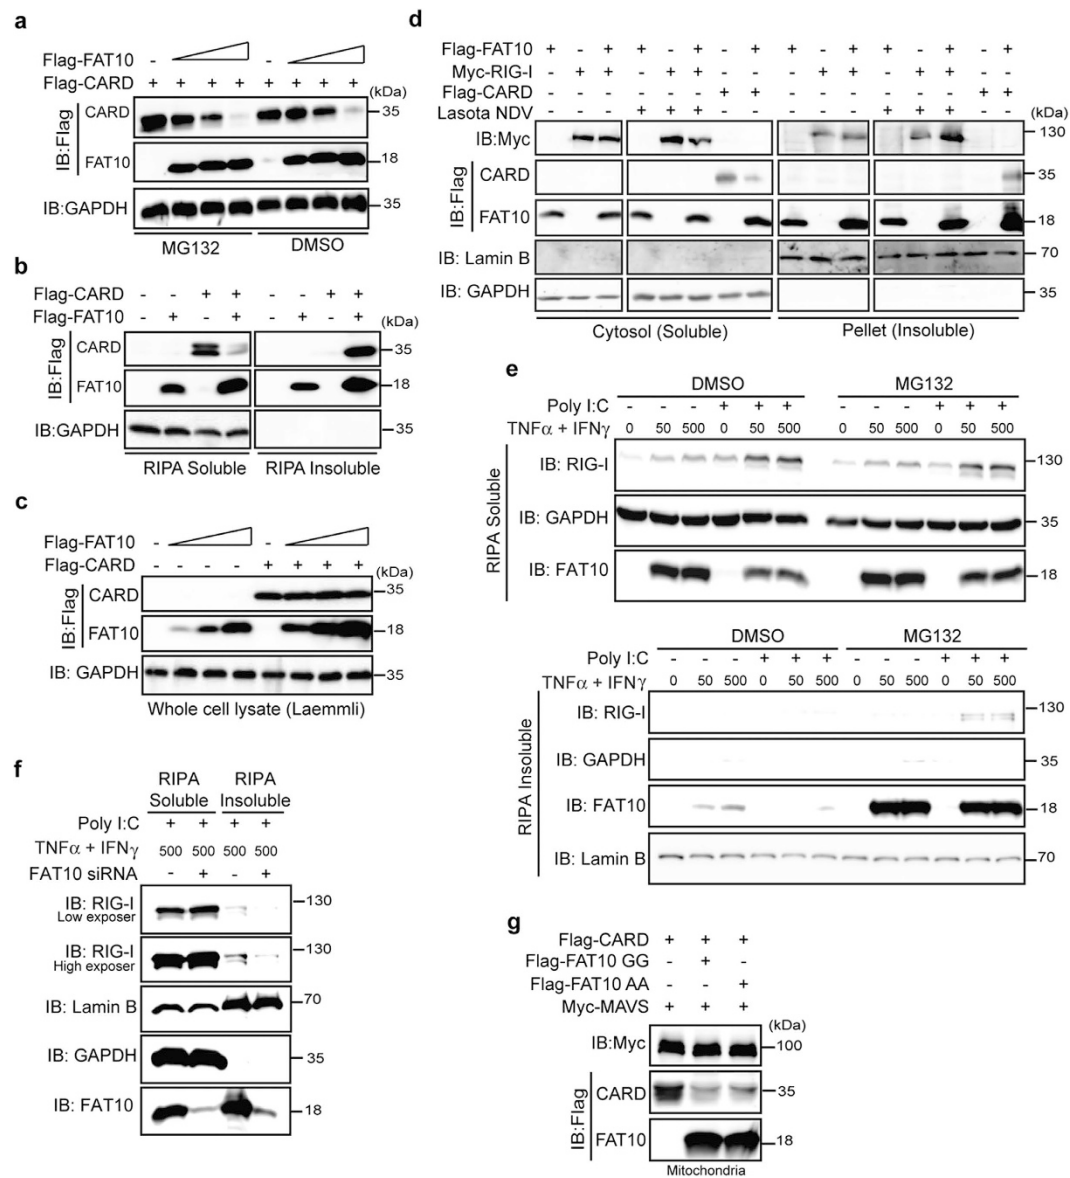 a
Flag-FAT10 -
Flag-CARD + + + + + + + +
(kDa)
IB:Flag
CARD 35
FAT10 18
IB:GAPDH 35
MG132 DMSO
b
Flag-CARD - - + + - - + +
Flag-FAT10 - + - + - + - +
(kDa)
IB:Flag
CARD 35
FAT10 18
IB:GAPDH 35
RIPA Soluble RIPA Insoluble
c
Flag-FAT10 - -
Flag-CARD - - - - + + + +
(kDa)
IB:Flag
CARD 35
FAT10 18
IB: GAPDH 35
Whole cell lysate (Laemmli)
d
Flag-FAT10 + - + + - + - + + - + + - + - +
Myc-RIG-I - + + - + + - - - + + - + + - -
Flag-CARD - - - - - - + + - - - - - - + +
Lasota NDV - - - + + + - - - - - + + + - -
(kDa)
IB:Myc 130
IB:Flag
CARD 35
FAT10 18
IB: Lamin B 70
IB: GAPDH 35
Cytosol (Soluble) Pellet (Insoluble)
e
DMSO MG132
Poly I:C - - - + + + - - - + + +
TNFα + IFNγ 0 50 500 0 50 500 0 50 500 0 50 500
RIPA Soluble
IB: RIG-I 130
IB: GAPDH 35
IB: FAT10 18
DMSO MG132
Poly I:C - - - + + + - - - + + +
TNFα + IFNγ 0 50 500 0 50 500 0 50 500 0 50 500
RIPA Insoluble
IB: RIG-I 130
IB: GAPDH 35
IB: FAT10 18
IB: Lamin B 70
f
RIPA RIPA
Soluble Insoluble
Poly I:C + + + +
TNFα + IFNγ 500 500 500 500
FAT10 siRNA - + - +
IB: RIG-I 130
Low exposer
IB: RIG-I 130
High exposer
IB: Lamin B 70
IB: GAPDH 35
IB: FAT10 18
g
Flag-CARD + + +
Flag-FAT10 GG - + -
Flag-FAT10 AA - - +
Myc-MAVS + + +
(kDa)
IB:Myc 100
IB:Flag
CARD 35
FAT10 18
Mitochondria